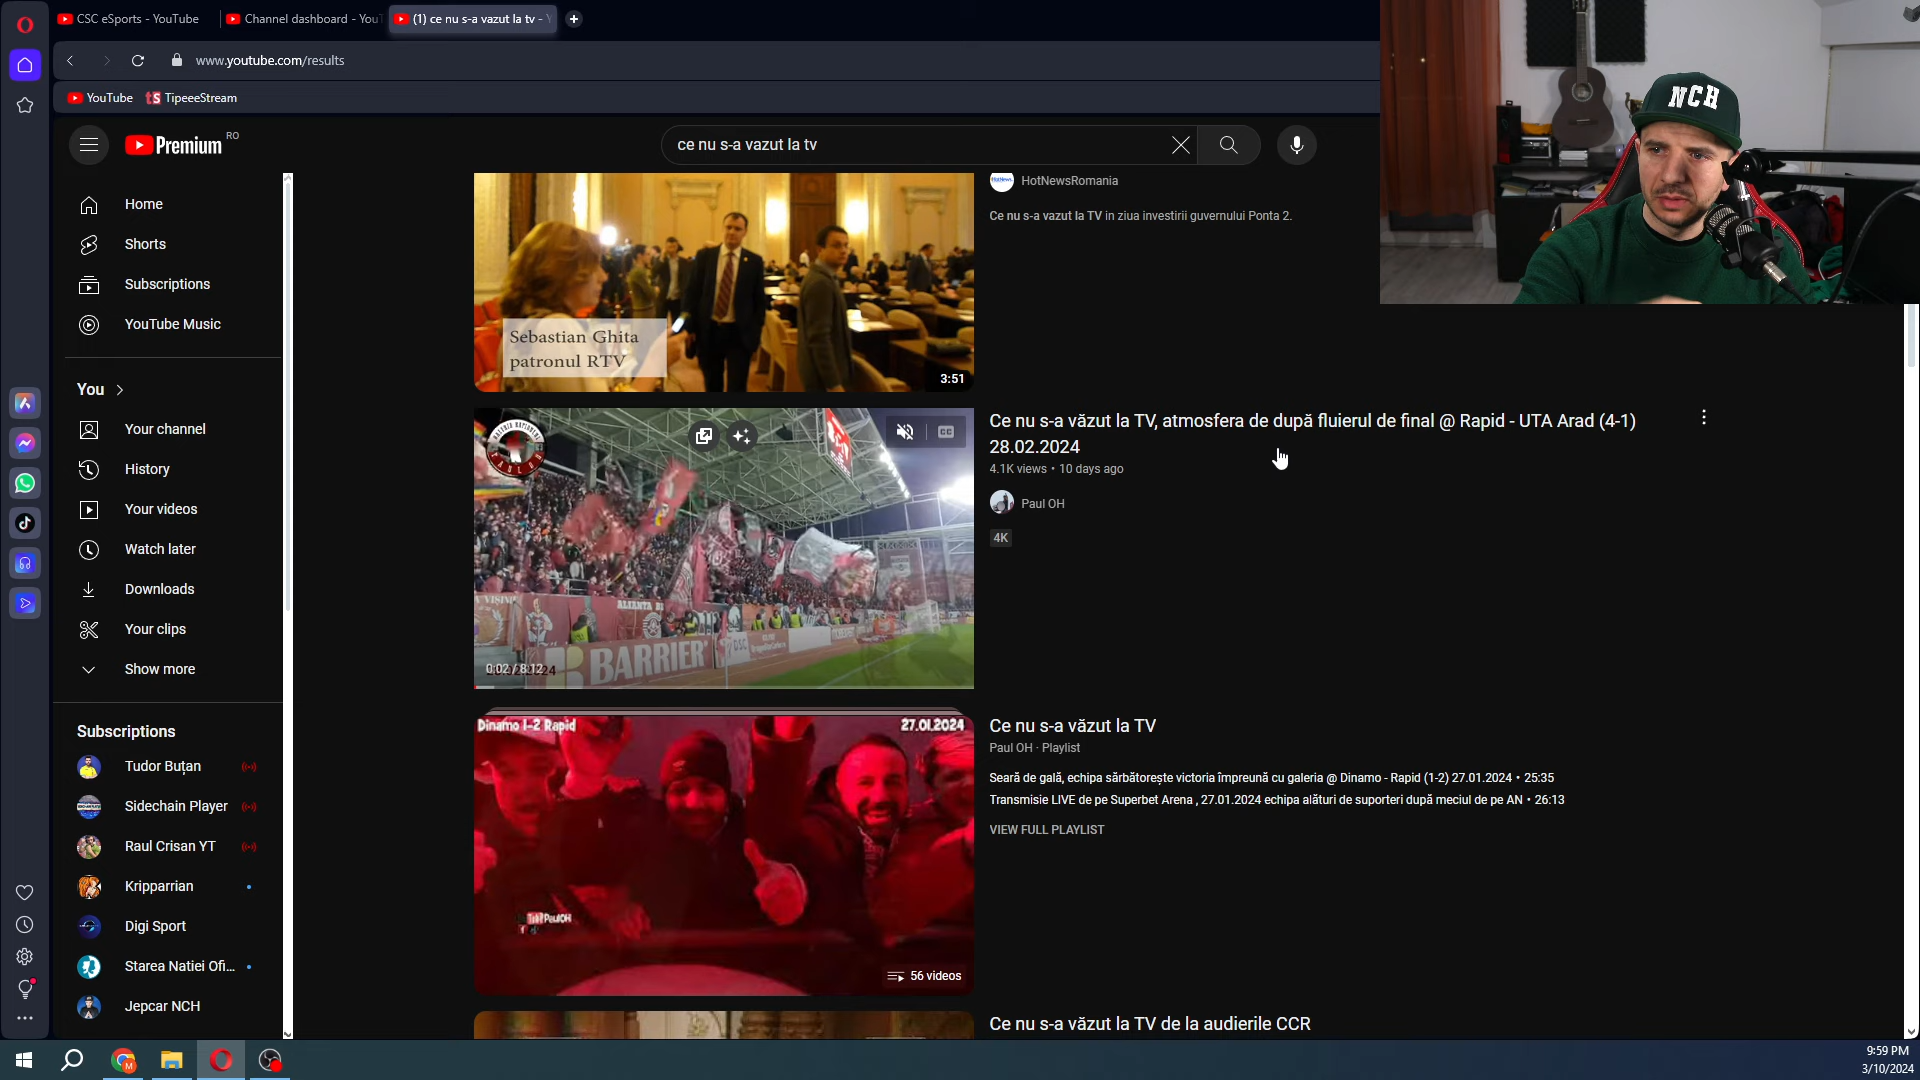 CSC eSports - YouTube
Channel dashboard - You
(1) ce nu s-a vazut la tv -
www.youtube.com/results
YouTube
TipeeeStream
Premium
RO
ce nu s-a vazut la tv
NCH
Home
Shorts
Subscriptions
YouTube Music
You
Your channel
History
Your videos
Watch later
Downloads
Your clips
Show more
Subscriptions
Tudor Buțan
Sidechain Player
Raul Crisan YT
Kripparrian
Digi Sport
Starea Natiei Ofi...
Jepcar NCH
Sebastian Ghita
patronul RTV
3:51
HotNewsRomania
Ce nu s-a vazut la TV in ziua investirii guvernului Ponta 2.
BARRIER
0:02 / 8:12
Ce nu s-a văzut la TV, atmosfera de după fluierul de final @ Rapid - UTA Arad (4-1)
28.02.2024
4.1K views • 10 days ago
Paul OH
4K
Dinamo 1-2 Rapid
27.01.2024
56 videos
Ce nu s-a văzut la TV
Paul OH · Playlist
Seară de gală, echipa sărbătorește victoria împreună cu galeria @ Dinamo - Rapid (1-2) 27.01.2024 • 25:35
Transmisie LIVE de pe Superbet Arena , 27.01.2024 echipa alături de suporteri după meciul de pe AN • 26:13
VIEW FULL PLAYLIST
Ce nu s-a văzut la TV de la audierile CCR
9:59 PM
3/10/2024